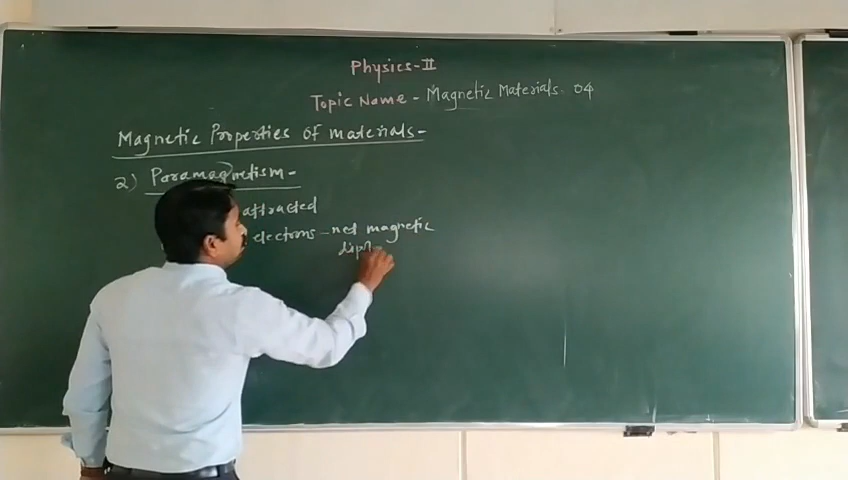 Physics-II
Topic Name - Magnetic Materials - 04
Magnetic Properties of materials-
2) Paramagnetism-
attracted
electrons - net magnetic